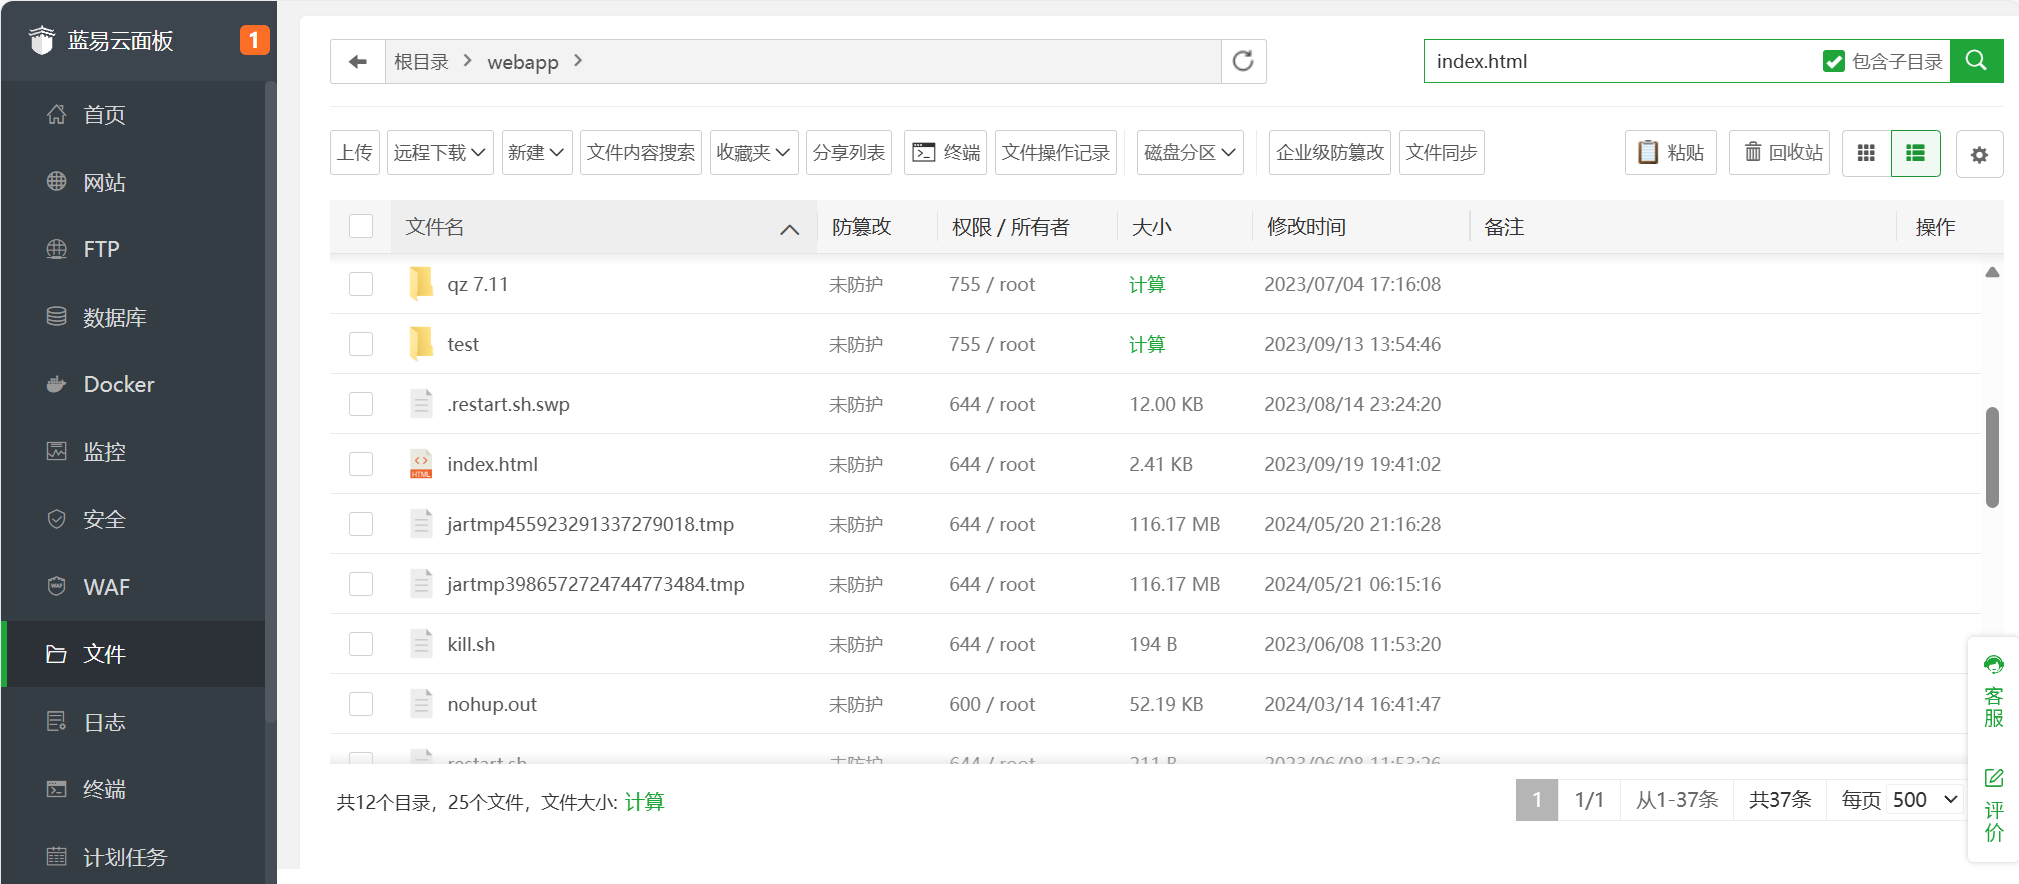 蓝易云面板 1
首页
网站
FTP
数据库
Docker
监控
安全
WAF
文件
日志
终端
计划任务
根目录 webapp
index.html 包含子目录
上传 远程下载 新建 文件内容搜索 收藏夹 分享列表 终端 文件操作记录 磁盘分区 企业级防篡改 文件同步 粘贴 回收站
文件名 防篡改 权限 / 所有者 大小 修改时间 备注 操作
qz 7.11 未防护 755 / root 计算 2023/07/04 17:16:08
test 未防护 755 / root 计算 2023/09/13 13:54:46
.restart.sh.swp 未防护 644 / root 12.00 KB 2023/08/14 23:24:20
index.html 未防护 644 / root 2.41 KB 2023/09/19 19:41:02
jartmp455923291337279018.tmp 未防护 644 / root 116.17 MB 2024/05/20 21:16:28
jartmp3986572724744773484.tmp 未防护 644 / root 116.17 MB 2024/05/21 06:15:16
kill.sh 未防护 644 / root 194 B 2023/06/08 11:53:20
nohup.out 未防护 600 / root 52.19 KB 2024/03/14 16:41:47
restart.sh 未防护 644 / root 211 B 2023/06/08 11:53:26
共12个目录，25个文件，文件大小: 计算
1 1/1 从1-37条 共37条 每页 500
客服
评价